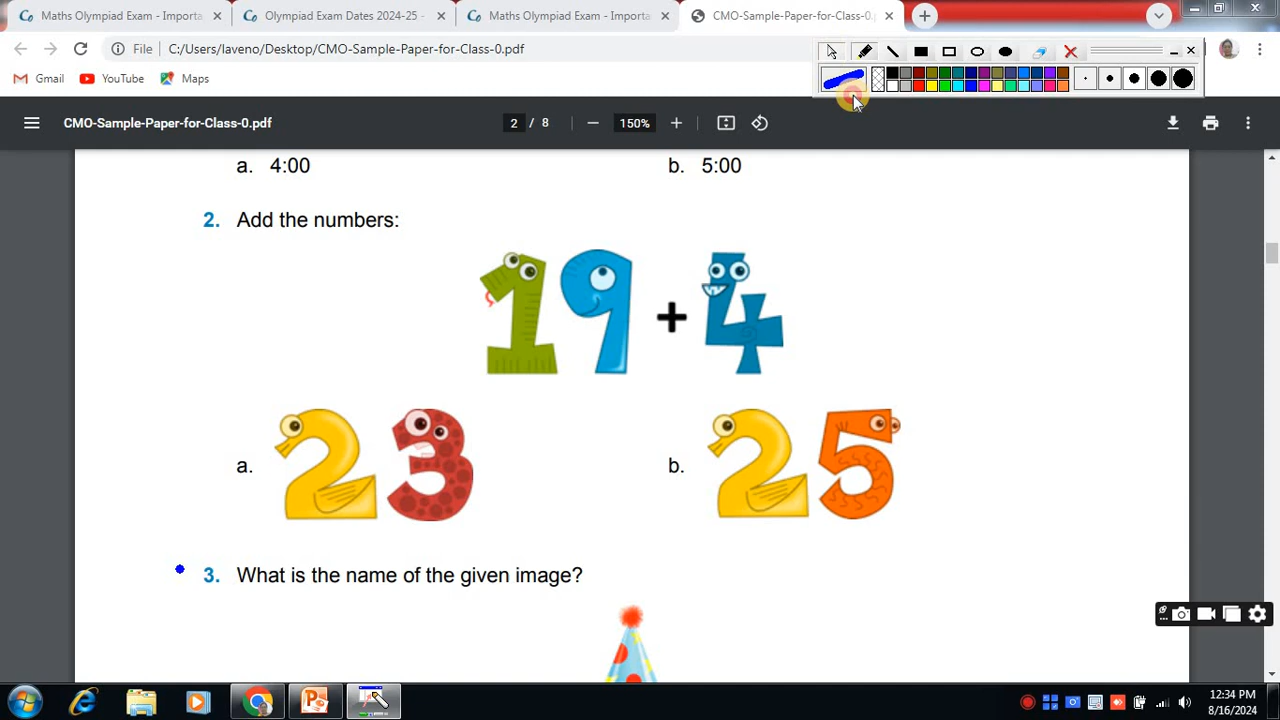 Maths Olympiad Exam - Importa
Olympiad Exam Dates 2024-25 -
Maths Olympiad Exam - Importa
CMO-Sample-Paper-for-Class-0.p
File
C:/Users/laveno/Desktop/CMO-Sample-Paper-for-Class-0.pdf
Gmail
YouTube
Maps
CMO-Sample-Paper-for-Class-0.pdf
2 / 8
150%
a. 4:00
b. 5:00
2. Add the numbers:
19 + 4
a. 23
b. 25
3. What is the name of the given image?
12:34 PM
8/16/2024